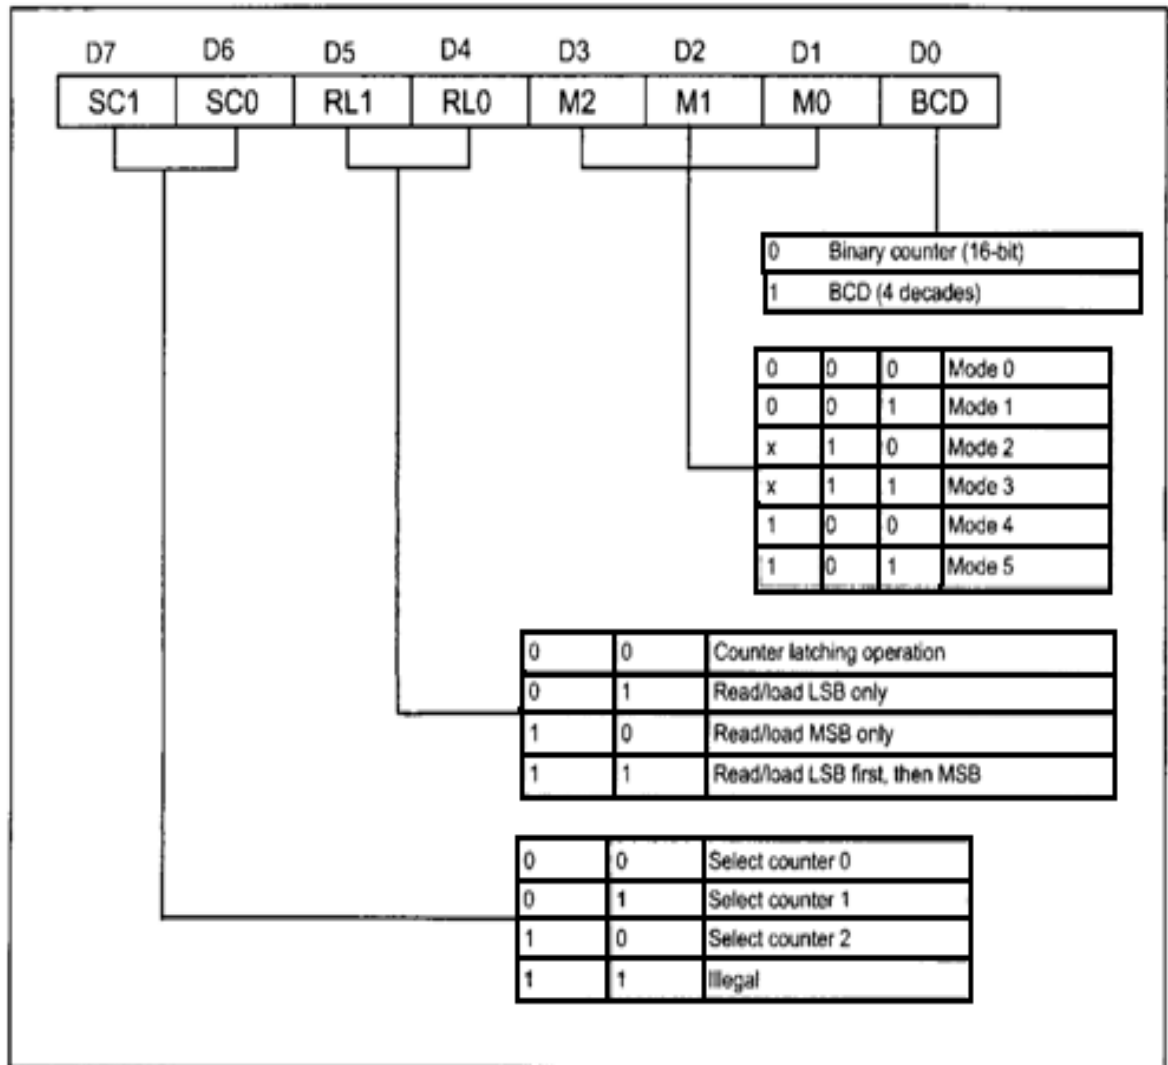 D7 D6 D5 D4 D3 D2 D1 D0
SC1 SC0 RL1 RL0 M2 M1 M0 BCD
0 Binary counter (16-bit)
1 BCD (4 decades)
0 0 0 Mode 0
0 0 1 Mode 1
x 1 0 Mode 2
x 1 1 Mode 3
1 0 0 Mode 4
1 0 1 Mode 5
0 0 Counter latching operation
0 1 Read/load LSB only
1 0 Read/load MSB only
1 1 Read/load LSB first, then MSB
0 0 Select counter 0
0 1 Select counter 1
1 0 Select counter 2
1 1 Illegal